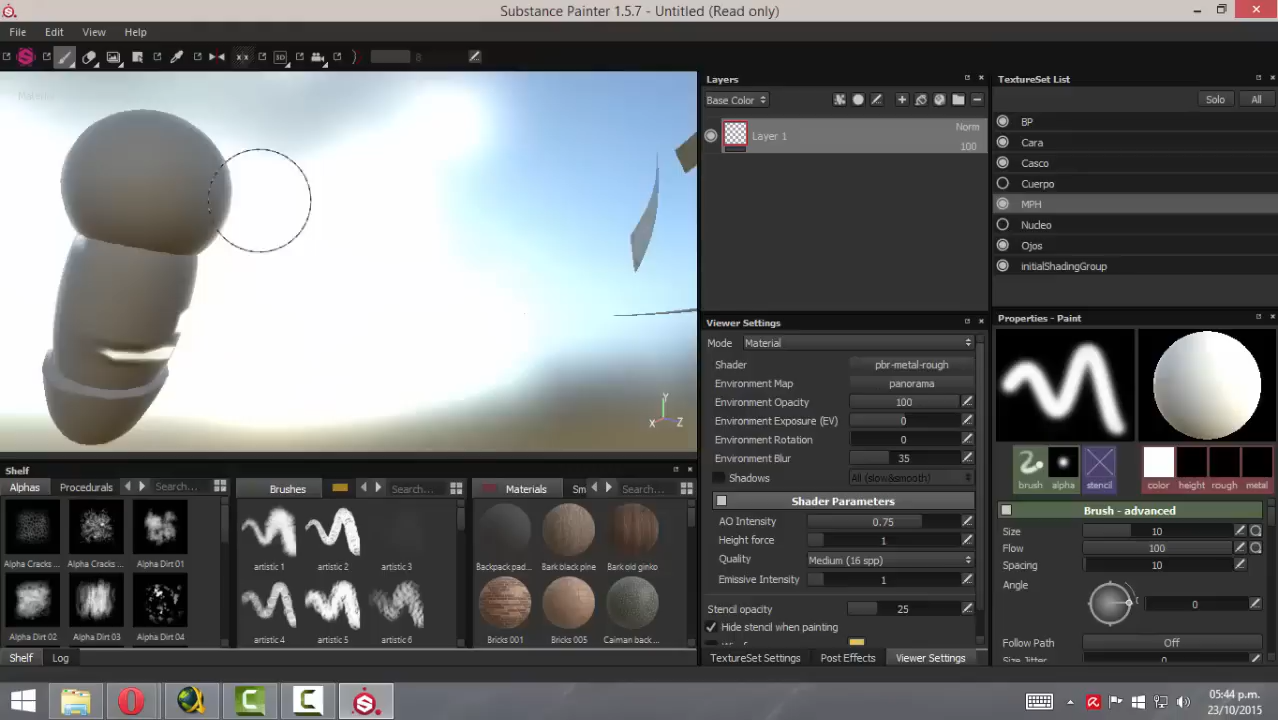 Substance Painter 1.5.7 - Untitled (Read only)
File Edit View Help
8
Layers
Base Color
Layer 1
Norm
100
TextureSet List
Solo All
BP
Cara
Casco
Cuerpo
MPH
Nucleo
Ojos
initialShadingGroup
Y
X Z
Viewer Settings
Mode Material
Shader pbr-metal-rough
Environment Map panorama
Environment Opacity 100
Environment Exposure (EV) 0
Environment Rotation 0
Environment Blur 35
Shadows All (slow&smooth)
Shader Parameters
AO Intensity 0.75
Height force 1
Quality Medium (16 spp)
Emissive Intensity 1
Stencil opacity 25
Hide stencil when painting
TextureSet Settings Post Effects Viewer Settings
Properties - Paint
brush alpha stencil color height rough metal
Brush - advanced
Size 10
Flow 100
Spacing 10
Angle 0
Follow Path Off
Size Jitter 0
Shelf
Alphas Procedurals Search...
Brushes Search...
Materials Sm Search...
Alpha Cracks ... Alpha Cracks ... Alpha Dirt 01
Alpha Dirt 02 Alpha Dirt 03 Alpha Dirt 04
artistic 1 artistic 2 artistic 3
artistic 4 artistic 5 artistic 6
Backpack pad... Bark black pine Bark old ginko
Bricks 001 Bricks 005 Caiman back ...
Shelf Log
05:44 p.m.
23/10/2015